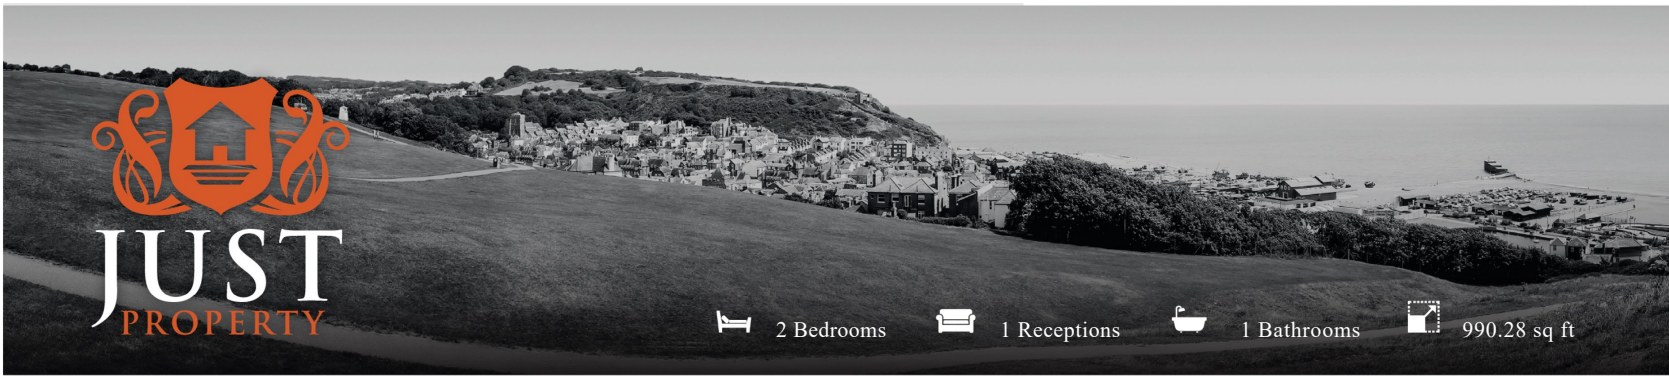 JUST
PROPERTY
2 Bedrooms 1 Receptions 1 Bathrooms 990.28 sq ft